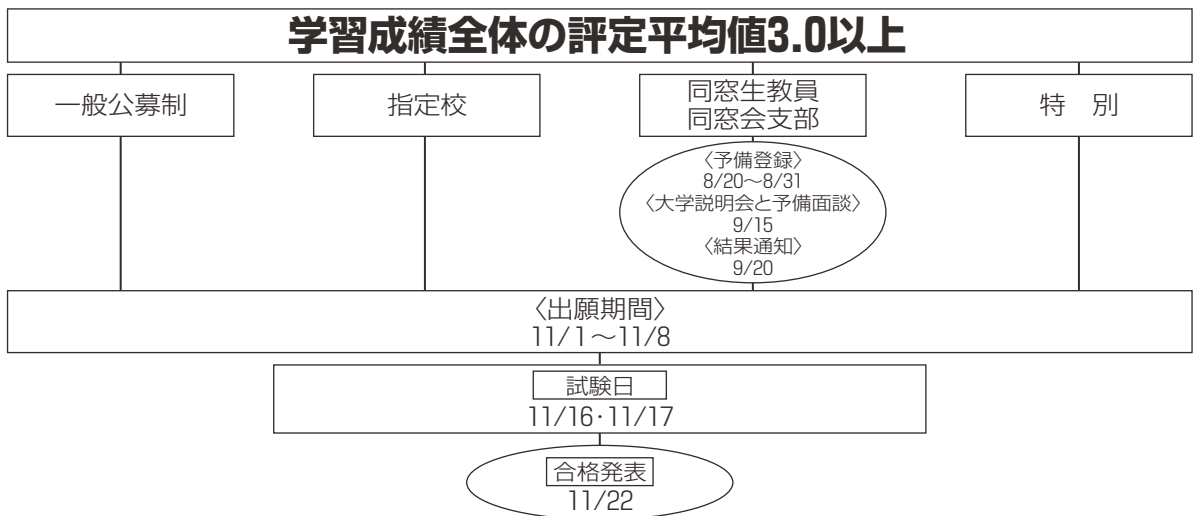 学習成績全体の評定平均値3.0以上
一般公募制
指定校
同窓生教員
同窓会支部
特 別
〈予備登録〉
8/20～8/31
〈大学説明会と予備面談〉
9/15
〈結果通知〉
9/20
〈出願期間〉
11/1～11/8
試験日
11/16・11/17
合格発表
11/22